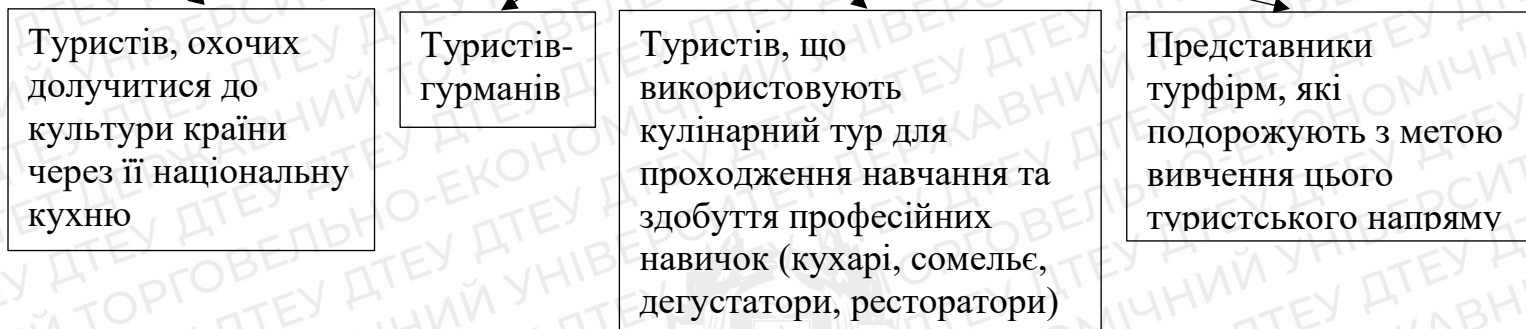 Туристів, охочих
долучитися до
культури країни
через її національну
кухню
Туристів-
гурманів
Туристів, що
використовують
кулінарний тур для
проходження навчання та
здобуття професійних
навичок (кухарі, сомельє,
дегустатори, ресторатори)
Представники
турфірм, які
подорожують з метою
вивчення цього
туристського напряму